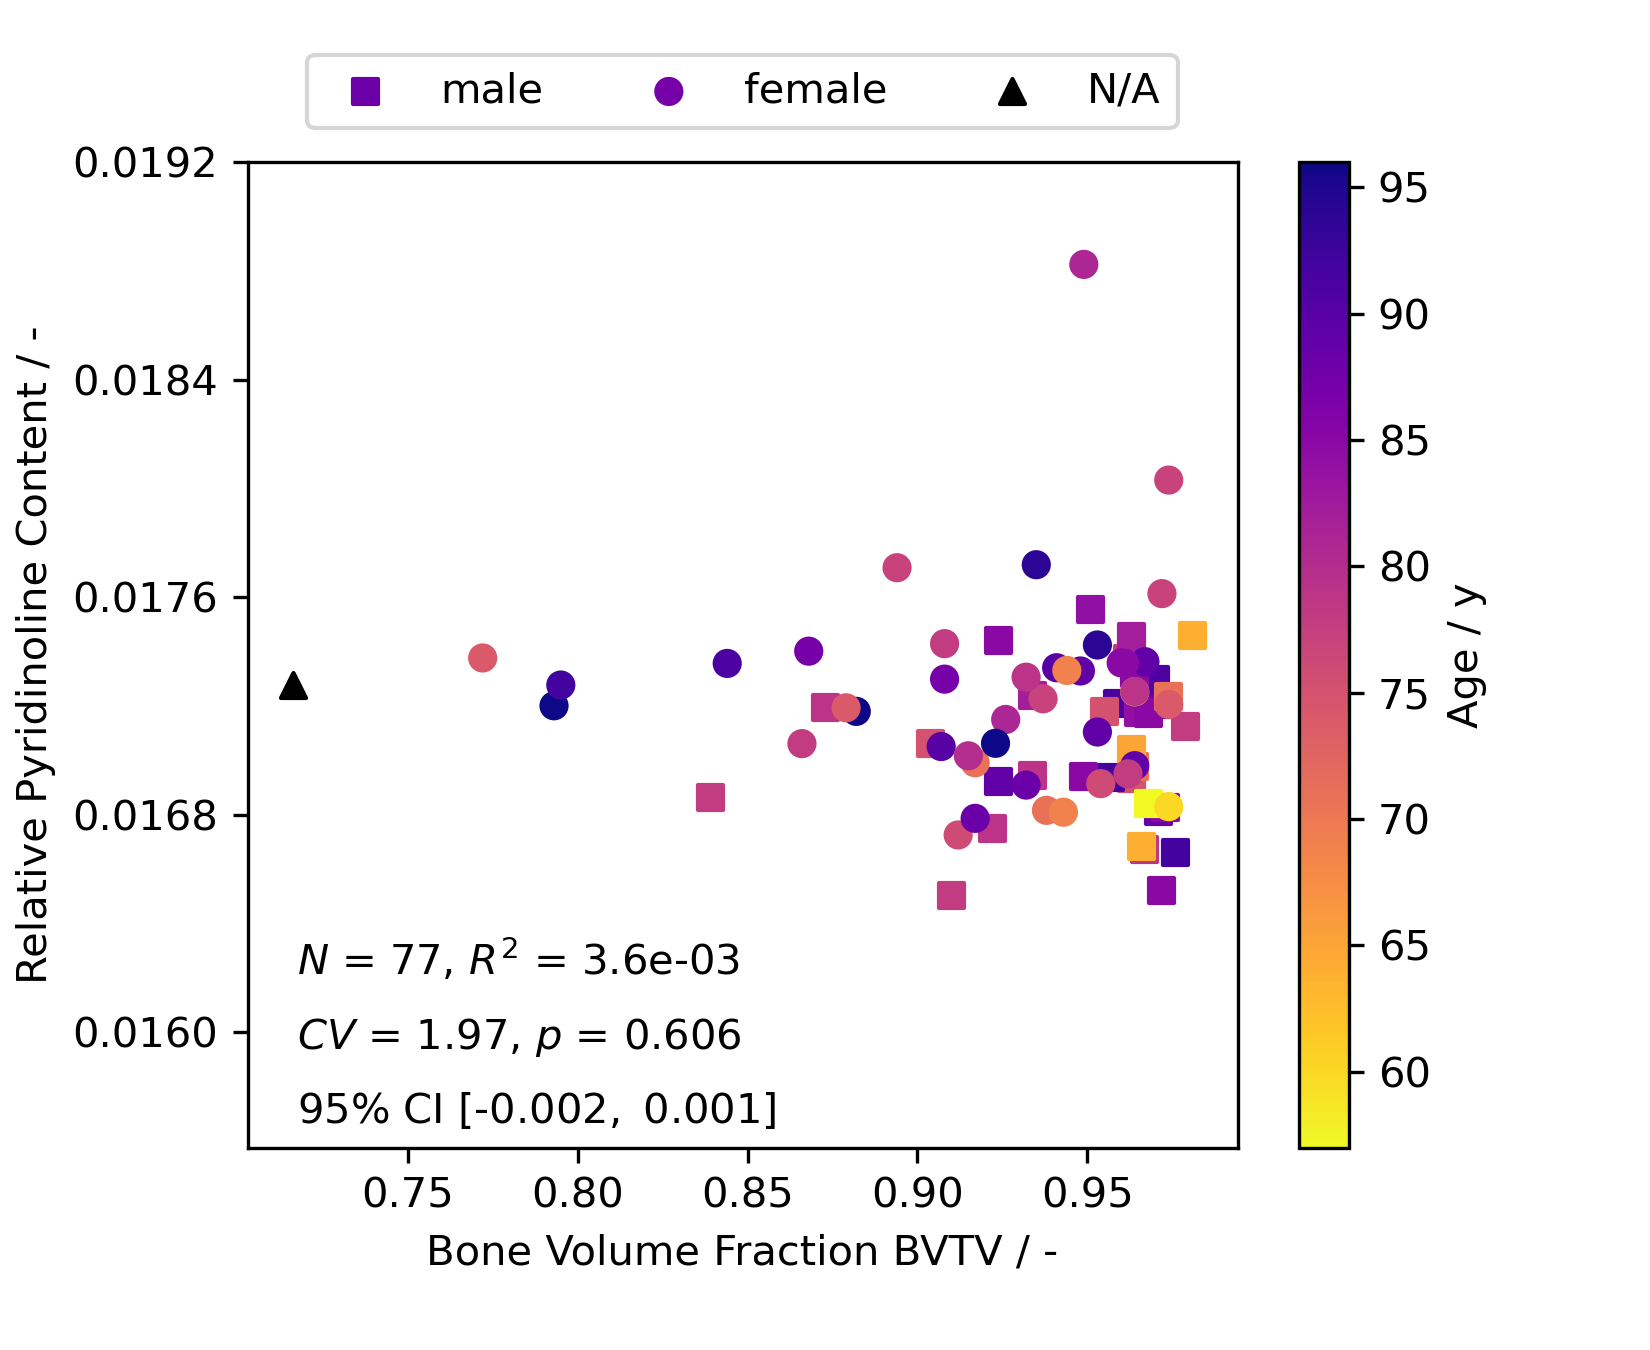 male female N/A
0.0192
0.0184
0.0176
0.0168
0.0160
Relative Pyridinoline Content / -
N = 77, R² = 3.6e-03
CV = 1.97, p = 0.606
95% CI [-0.002, 0.001]
0.75 0.80 0.85 0.90 0.95
Bone Volume Fraction BVTV / -
95
90
85
80
75
70
65
60
Age / y